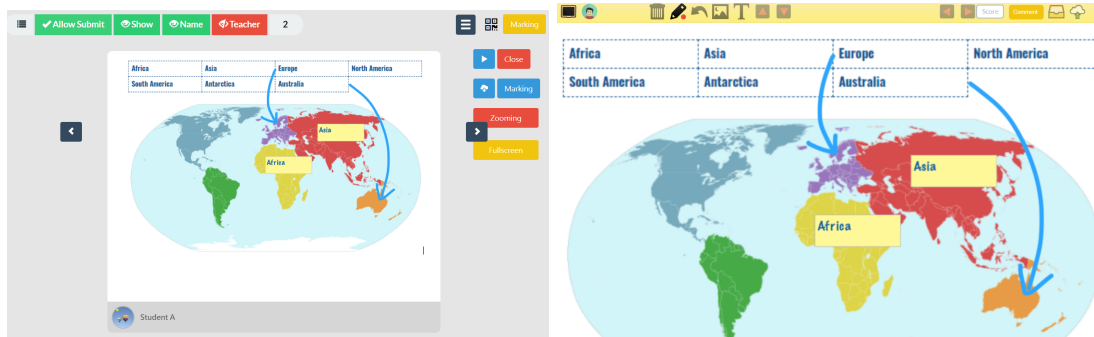 Allow Submit Show Name Teacher 2 Marking
Africa Asia Europe North America
South America Antarctica Australia
Asia
Africa
Close
Marking
Zooming
Fullscreen
Student A
T Score Comment
Africa Asia Europe North America
South America Antarctica Australia
Asia
Africa